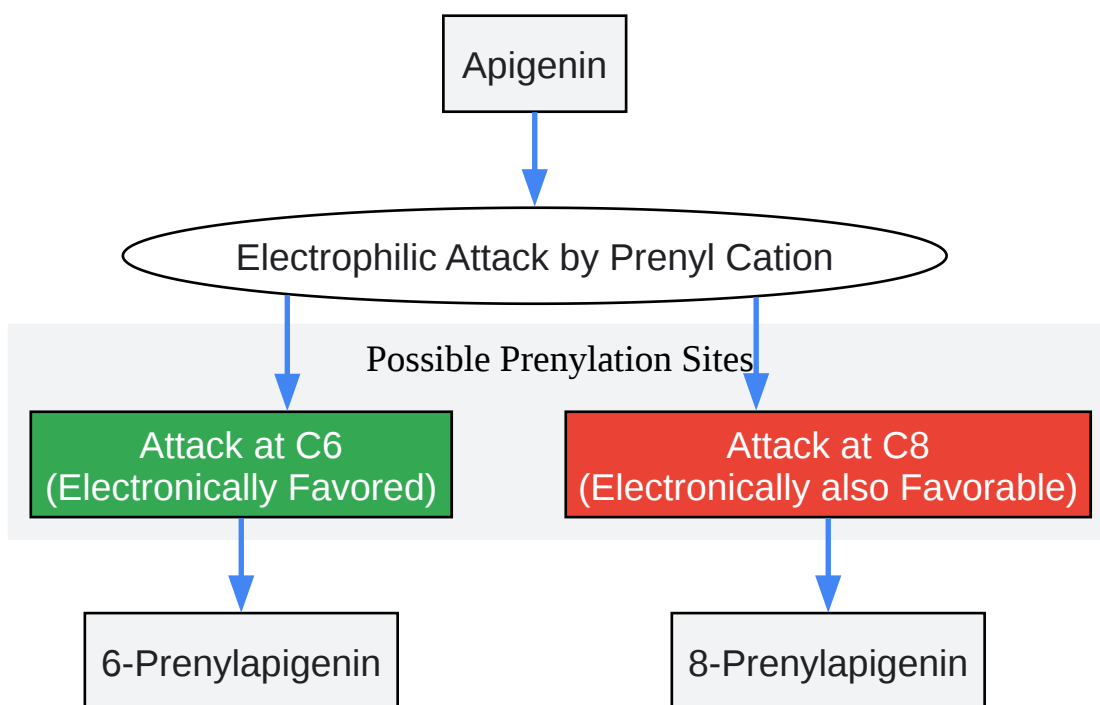 Apigenin
Electrophilic Attack by Prenyl Cation
Possible Prenylation Sites
Attack at C6
(Electronically Favored)
Attack at C8
(Electronically also Favorable)
6-Prenylapigenin
8-Prenylapigenin